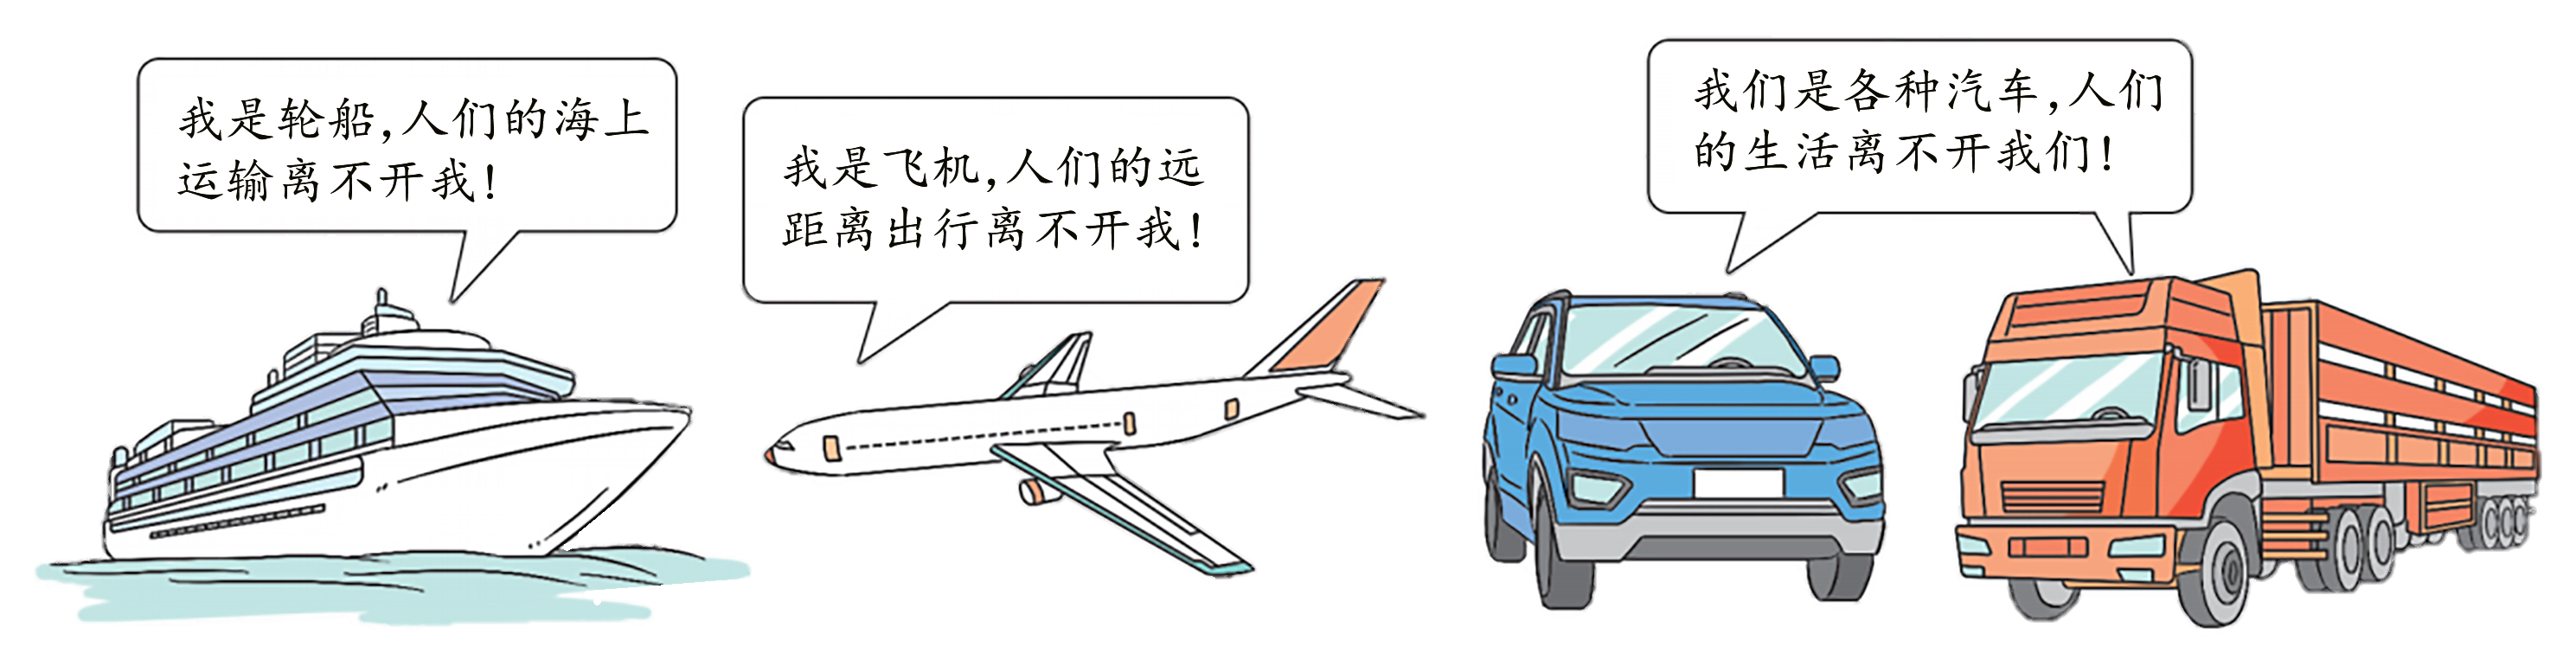 我是轮船,人们的海上
运输离不开我!
我是飞机,人们的远
距离出行离不开我!
我们是各种汽车,人们
的生活离不开我们!